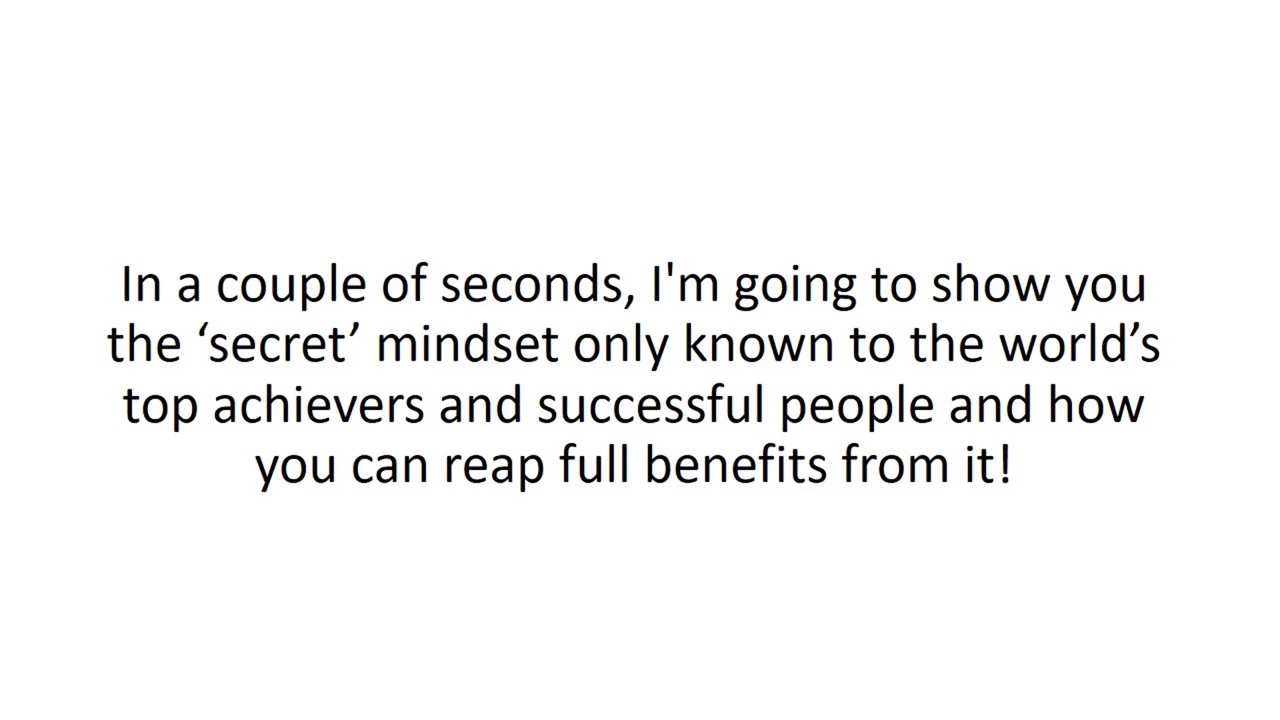 In a couple of seconds, I'm going to show you
the ‘secret’ mindset only known to the world’s
top achievers and successful people and how
you can reap full benefits from it!